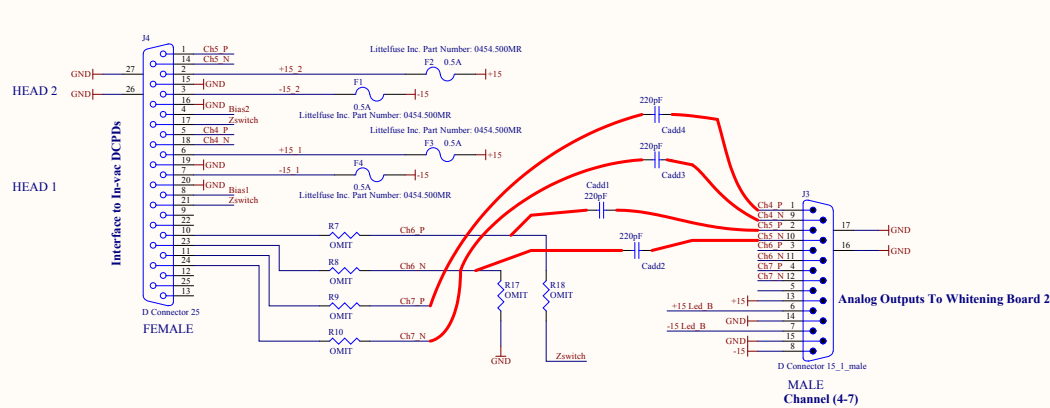 J4
1 Ch5_P
14 Ch5_N
2 +15_2
15 GND
3 -15_2
16 GND
4 Bias2
17 Zswitch
5 Ch4_P
18 Ch4_N
6 +15_1
19 GND
7 -15_1
20 GND
8 Bias1
21 Zswitch
9
22
10
23
11
24
12
25
13
GND 27
GND 26
HEAD 2
HEAD 1
Interface to In-vac DCPDs
D Connector 25
FEMALE
Littelfuse Inc. Part Number: 0454.500MR
F2 0.5A
+15
F1
-15
0.5A
Littelfuse Inc. Part Number: 0454.500MR
Littelfuse Inc. Part Number: 0454.500MR
F3 0.5A
+15
F4
-15
0.5A
Littelfuse Inc. Part Number: 0454.500MR
R7
OMIT
Ch6_P
R8
OMIT
Ch6_N
R9
OMIT
Ch7_P
R10
OMIT
Ch7_N
R17
OMIT
GND
R18
OMIT
Zswitch
220pF
Cadd4
220pF
Cadd3
Cadd1
220pF
220pF
Cadd2
J3
Ch4_P 1
Ch4_N 9
Ch5_P 2
Ch5_N 10
Ch6_P 3
Ch6_N 11
Ch7_P 4
Ch7_N 12
5
+15 13
+15 Led_B 6
GND 14
-15 Led_B 7
GND 15
-15 8
17 GND
16 GND
Analog Outputs To Whitening Board 2
D Connector 15_1_male
MALE
Channel (4-7)